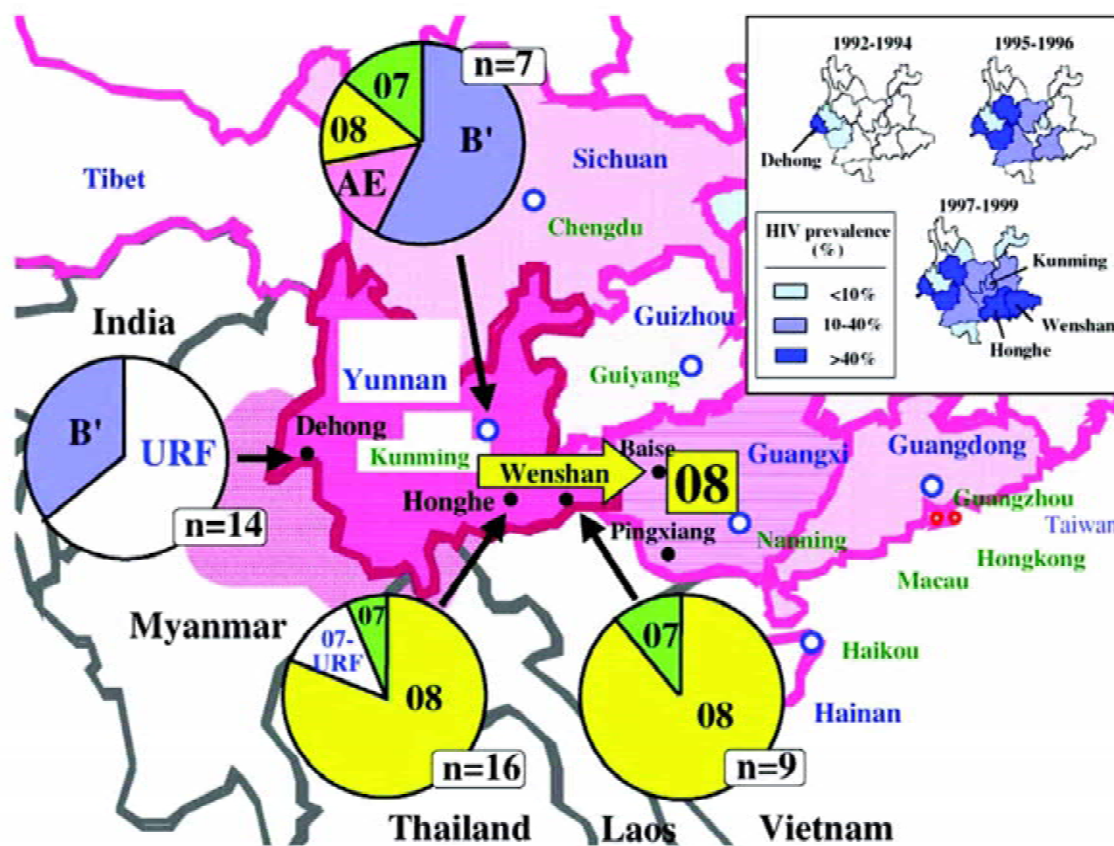 n=7
07
08
AE
B'
1992-1994
1995-1996
Dehong
1997-1999
HIV prevalence
(%)
<10%
10-40%
>40%
Kunming
Wenshan
Honghe
Tibet
Sichuan
Chengdu
India
Guizhou
Guiyang
Yunnan
B'
URF
n=14
Dehong
Kunming
Wenshan
Honghe
Baise
08
Guangxi
Guangdong
Pingxiang
Nanning
Guangzhou
Taiwan
Hongkong
Macau
Myanmar
07
07-
URF
08
n=16
07
08
n=9
Haikou
Hainan
Thailand
Laos
Vietnam